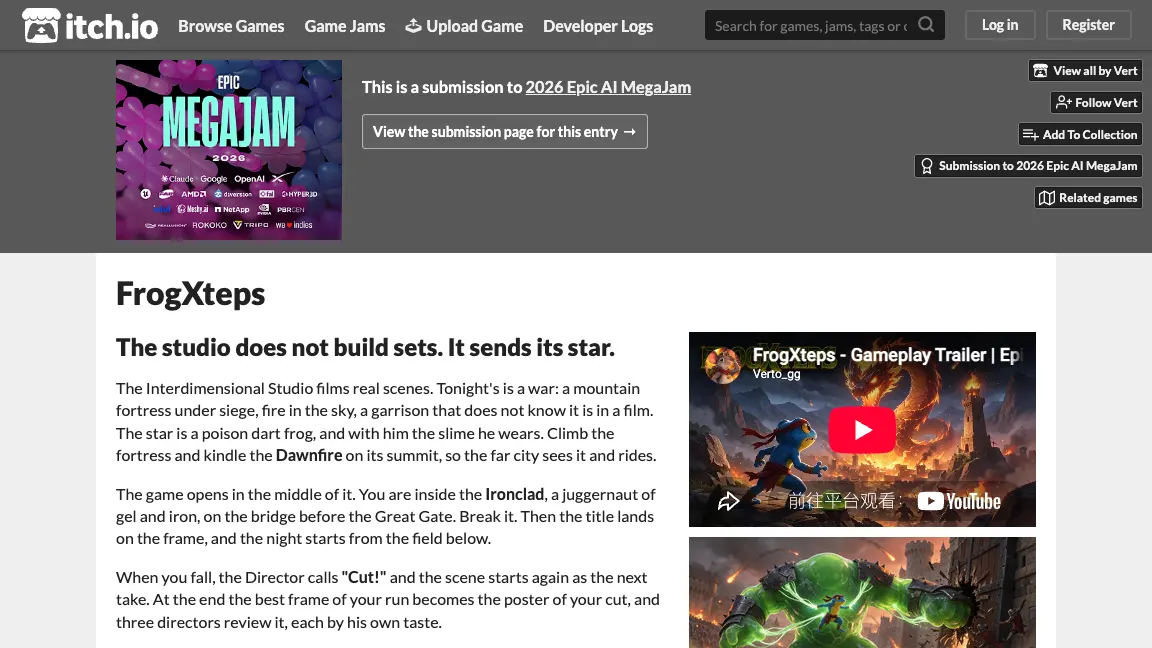 itch.io
Browse Games
Game Jams
Upload Game
Developer Logs
Search for games, jams, tags or c
Log in
Register
EPIC
MEGAJAM
2026
Claude Google OpenAI X
AMD diversion HYPER3D
Meshy.ai NetApp NVIDIA PBRGEN
REALLUSION ROKOKO TRIPO we indies
This is a submission to 2026 Epic AI MegaJam
View the submission page for this entry →
View all by Vert
Follow Vert
Add To Collection
Submission to 2026 Epic AI MegaJam
Related games
FrogXteps
The studio does not build sets. It sends its star.
The Interdimensional Studio films real scenes. Tonight's is a war: a mountain
fortress under siege, fire in the sky, a garrison that does not know it is in a film.
The star is a poison dart frog, and with him the slime he wears. Climb the
fortress and kindle the Dawnfire on its summit, so the far city sees it and rides.
The game opens in the middle of it. You are inside the Ironclad, a juggernaut of
gel and iron, on the bridge before the Great Gate. Break it. Then the title lands
on the frame, and the night starts from the field below.
When you fall, the Director calls "Cut!" and the scene starts again as the next
take. At the end the best frame of your run becomes the poster of your cut, and
three directors review it, each by his own taste.
FrogXteps - Gameplay Trailer | Epi
Verto_gg
前往平台观看：
YouTube